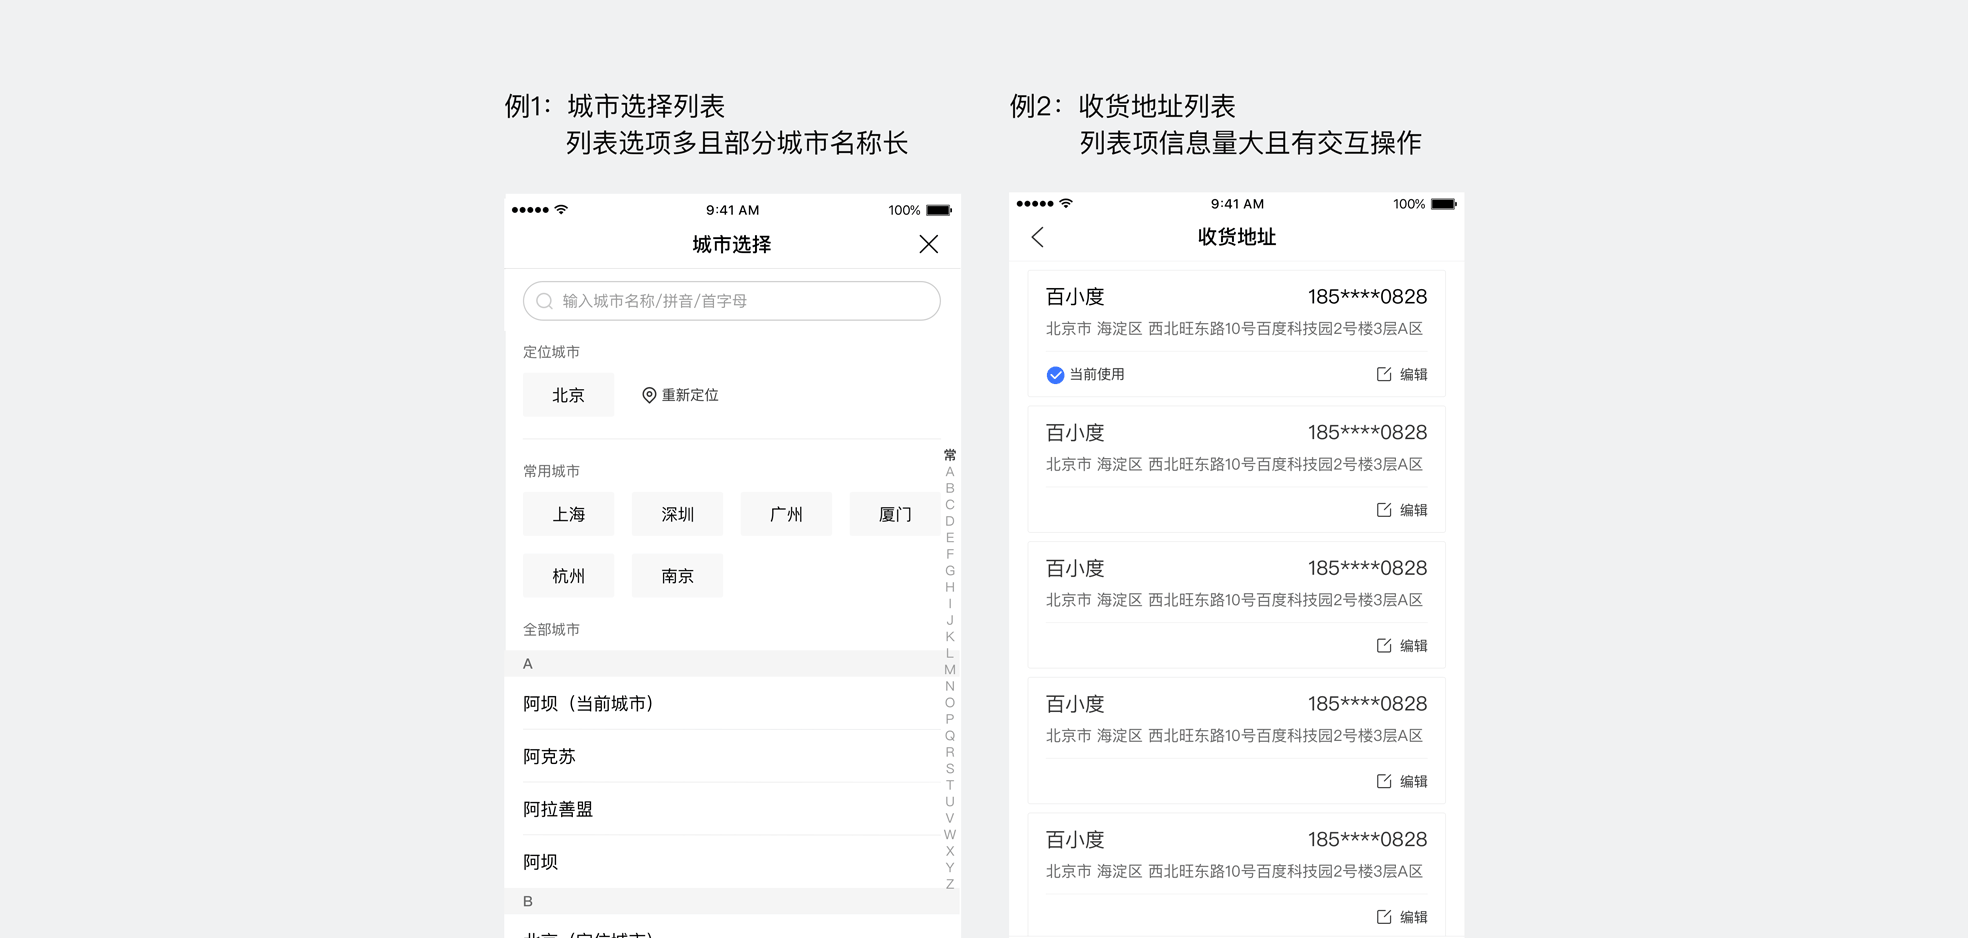 例1：城市选择列表
列表选项多且部分城市名称长
9:41 AM
100%
城市选择
输入城市名称/拼音/首字母
定位城市
北京
重新定位
常用城市
上海
深圳
广州
厦门
杭州
南京
全部城市
A
阿坝（当前城市）
阿克苏
阿拉善盟
阿坝
B
北京（定位城市）
常
A
B
C
D
E
F
G
H
I
J
K
L
M
N
O
P
Q
R
S
T
U
V
W
X
Y
Z
例2：收货地址列表
列表项信息量大且有交互操作
9:41 AM
100%
收货地址
百小度 185****0828
北京市 海淀区 西北旺东路10号百度科技园2号楼3层A区
当前使用 编辑
百小度 185****0828
北京市 海淀区 西北旺东路10号百度科技园2号楼3层A区
编辑
百小度 185****0828
北京市 海淀区 西北旺东路10号百度科技园2号楼3层A区
编辑
百小度 185****0828
北京市 海淀区 西北旺东路10号百度科技园2号楼3层A区
编辑
百小度 185****0828
北京市 海淀区 西北旺东路10号百度科技园2号楼3层A区
编辑